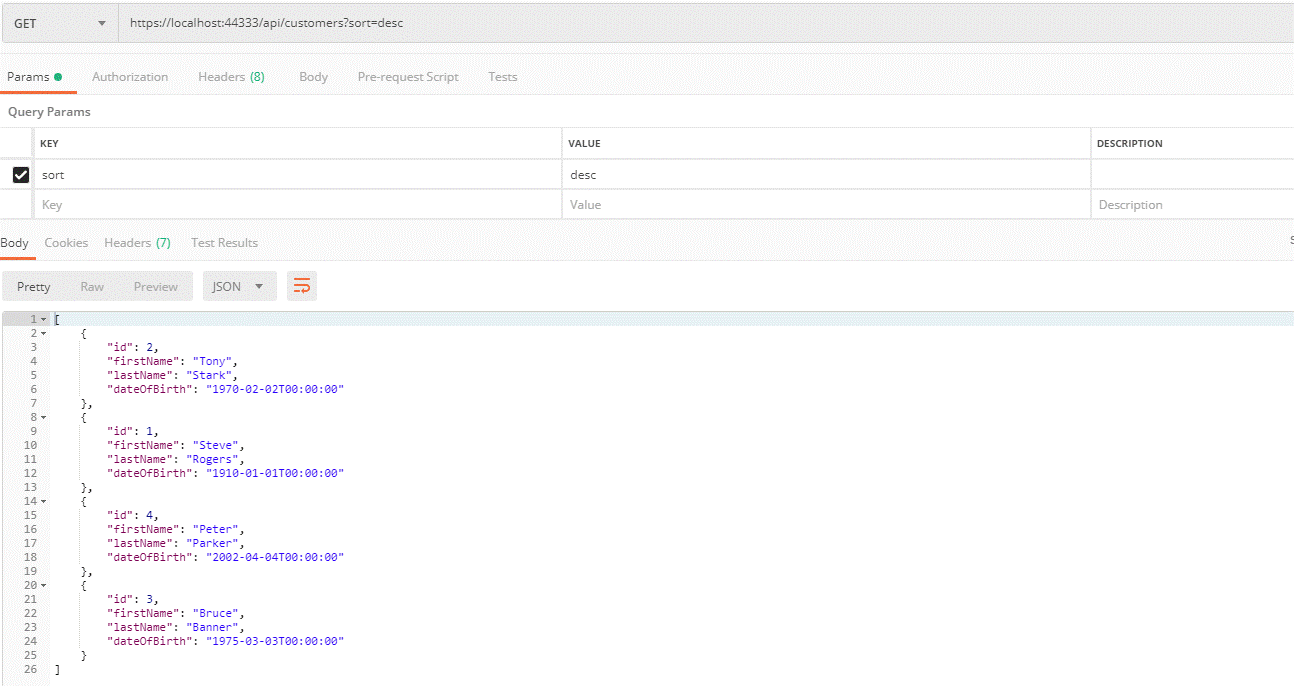 GET https://localhost:44333/api/customers?sort=desc
Params Authorization Headers (8) Body Pre-request Script Tests
Query Params
KEY VALUE DESCRIPTION
sort desc
Key Value Description
Body Cookies Headers (7) Test Results
Pretty Raw Preview JSON
1 [
2 {
3 "id": 2,
4 "firstName": "Tony",
5 "lastName": "Stark",
6 "dateOfBirth": "1970-02-02T00:00:00"
7 },
8 {
9 "id": 1,
10 "firstName": "Steve",
11 "lastName": "Rogers",
12 "dateOfBirth": "1910-01-01T00:00:00"
13 },
14 {
15 "id": 4,
16 "firstName": "Peter",
17 "lastName": "Parker",
18 "dateOfBirth": "2002-04-04T00:00:00"
19 },
20 {
21 "id": 3,
22 "firstName": "Bruce",
23 "lastName": "Banner",
24 "dateOfBirth": "1975-03-03T00:00:00"
25 }
26 ]